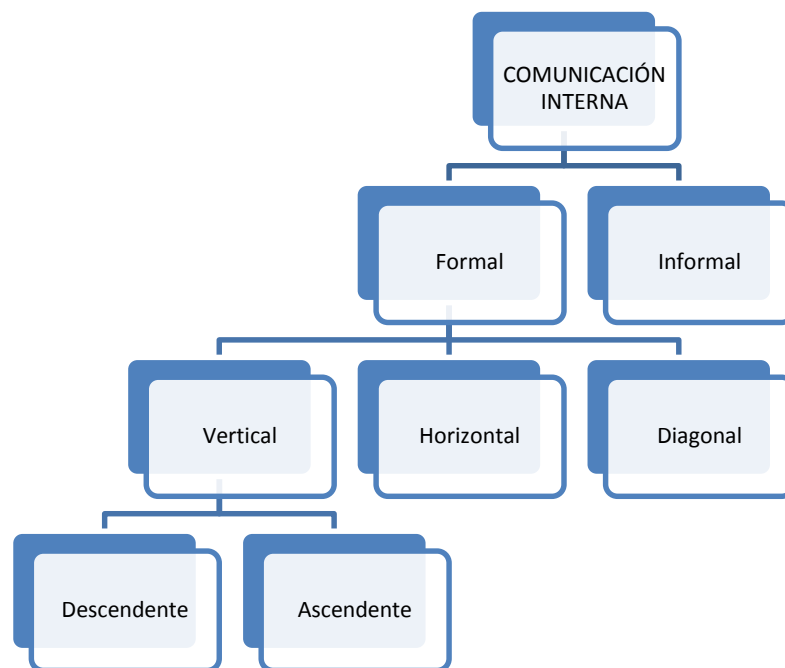 COMUNICACIÓN
INTERNA
Formal
Informal
Vertical
Horizontal
Diagonal
Descendente
Ascendente